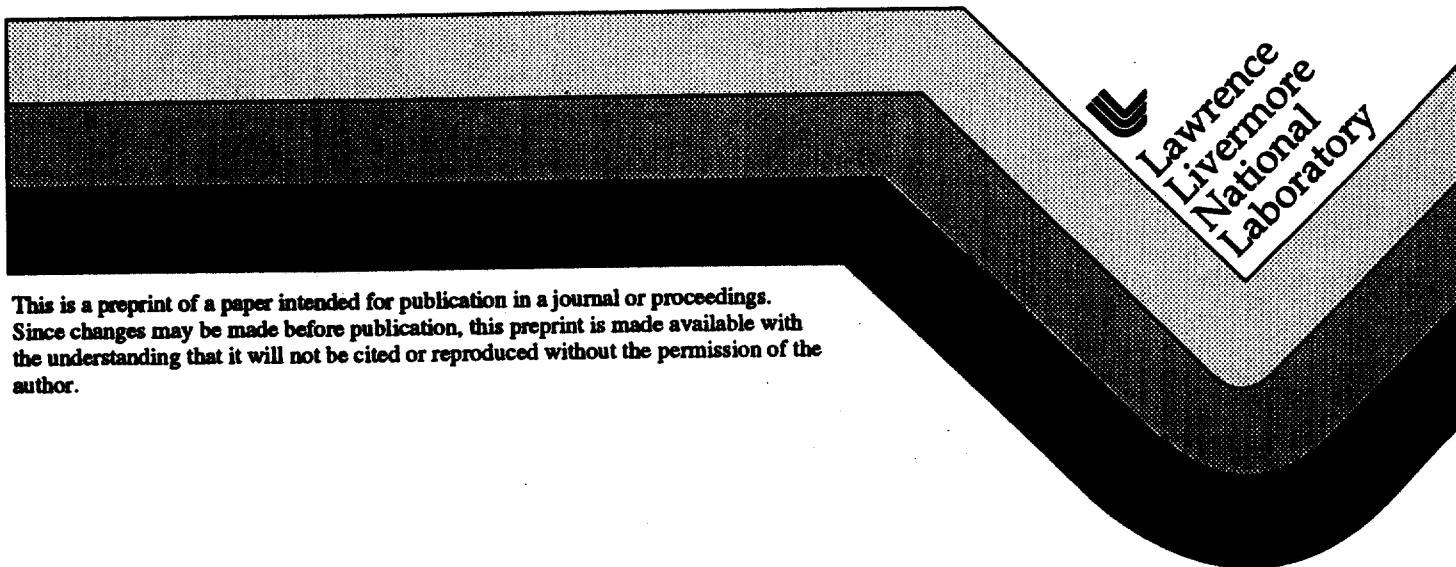 Lawrence
Livermore
National
Laboratory
This is a preprint of a paper intended for publication in a journal or proceedings.
Since changes may be made before publication, this preprint is made available with
the understanding that it will not be cited or reproduced without the permission of the
author.